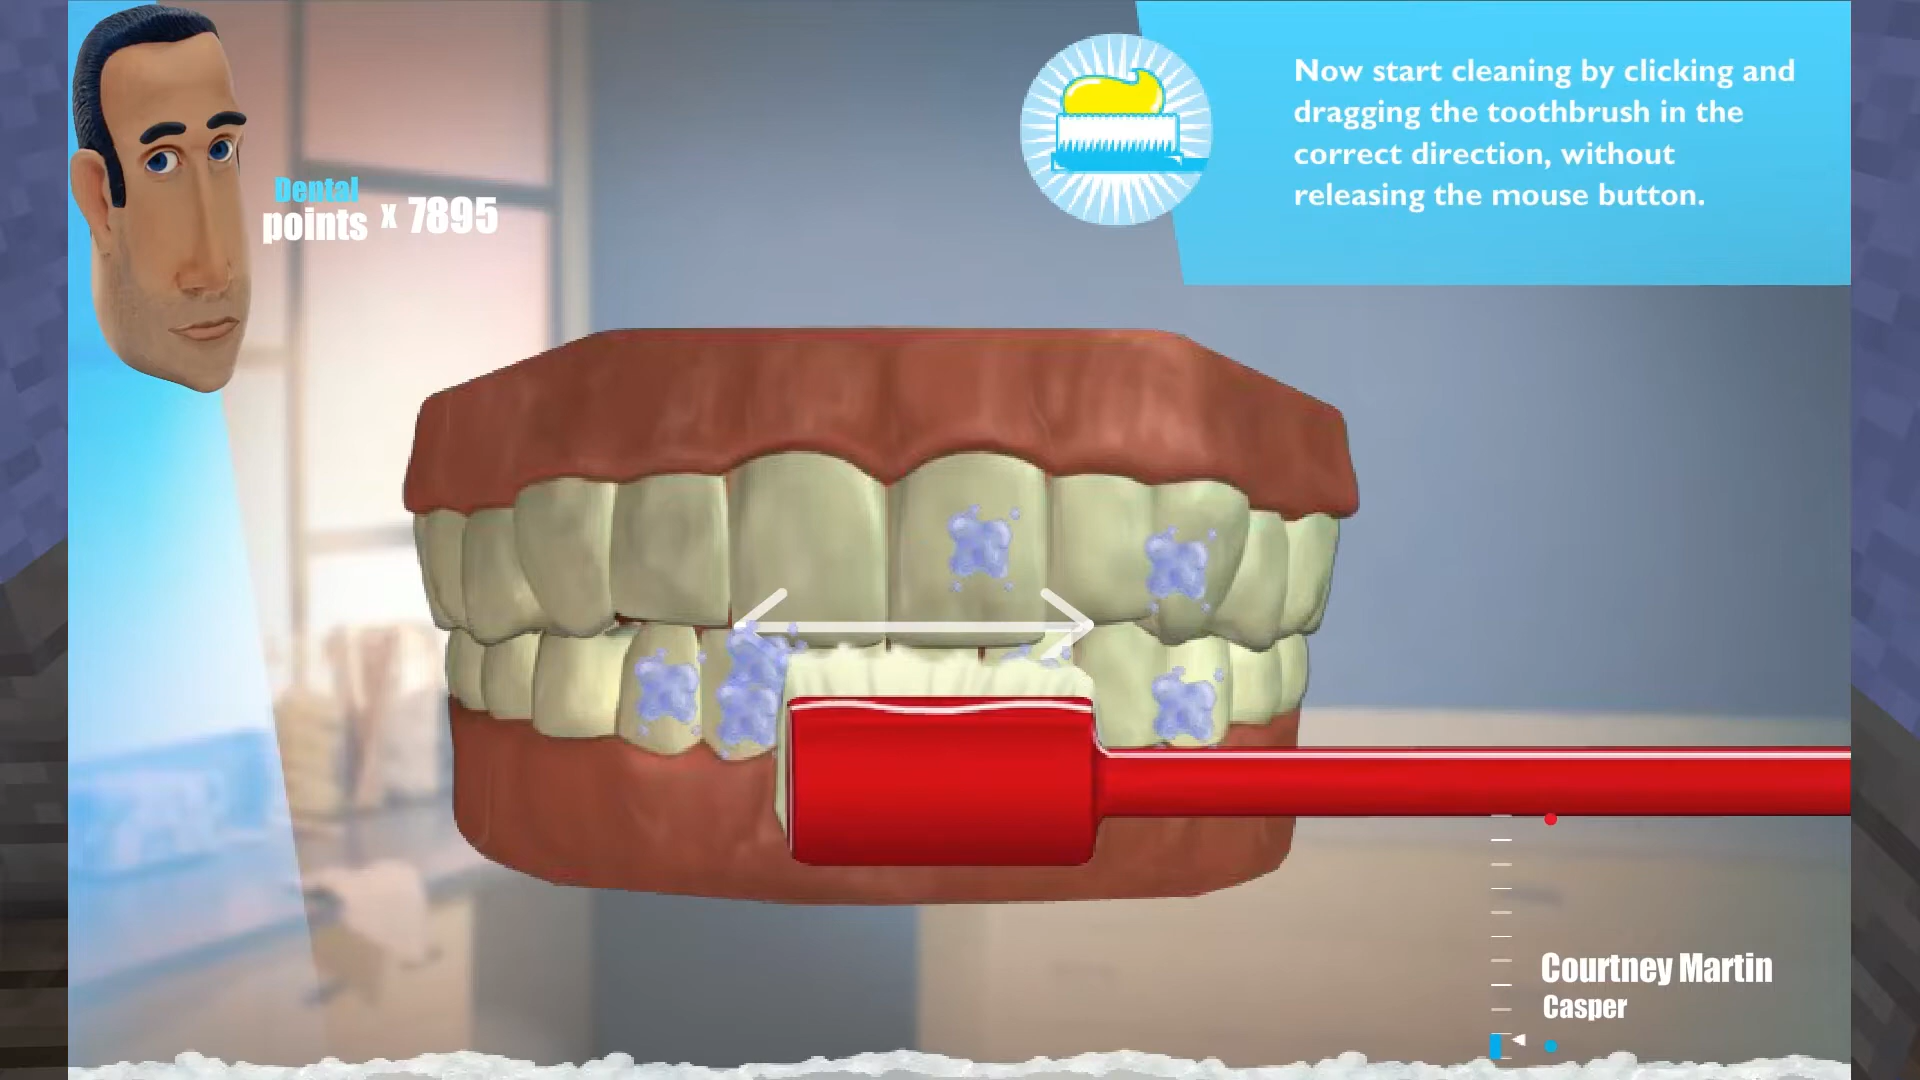 Now start cleaning by clicking and
dragging the toothbrush in the
correct direction, without
releasing the mouse button.
Dental
points x 7895
Courtney Martin
Casper